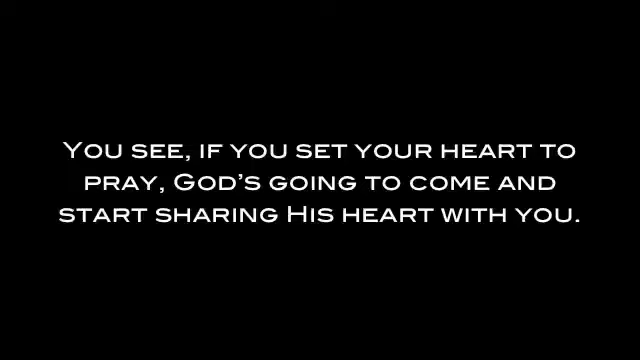 You see, if you set your heart to
pray, God's going to come and
start sharing His heart with you.